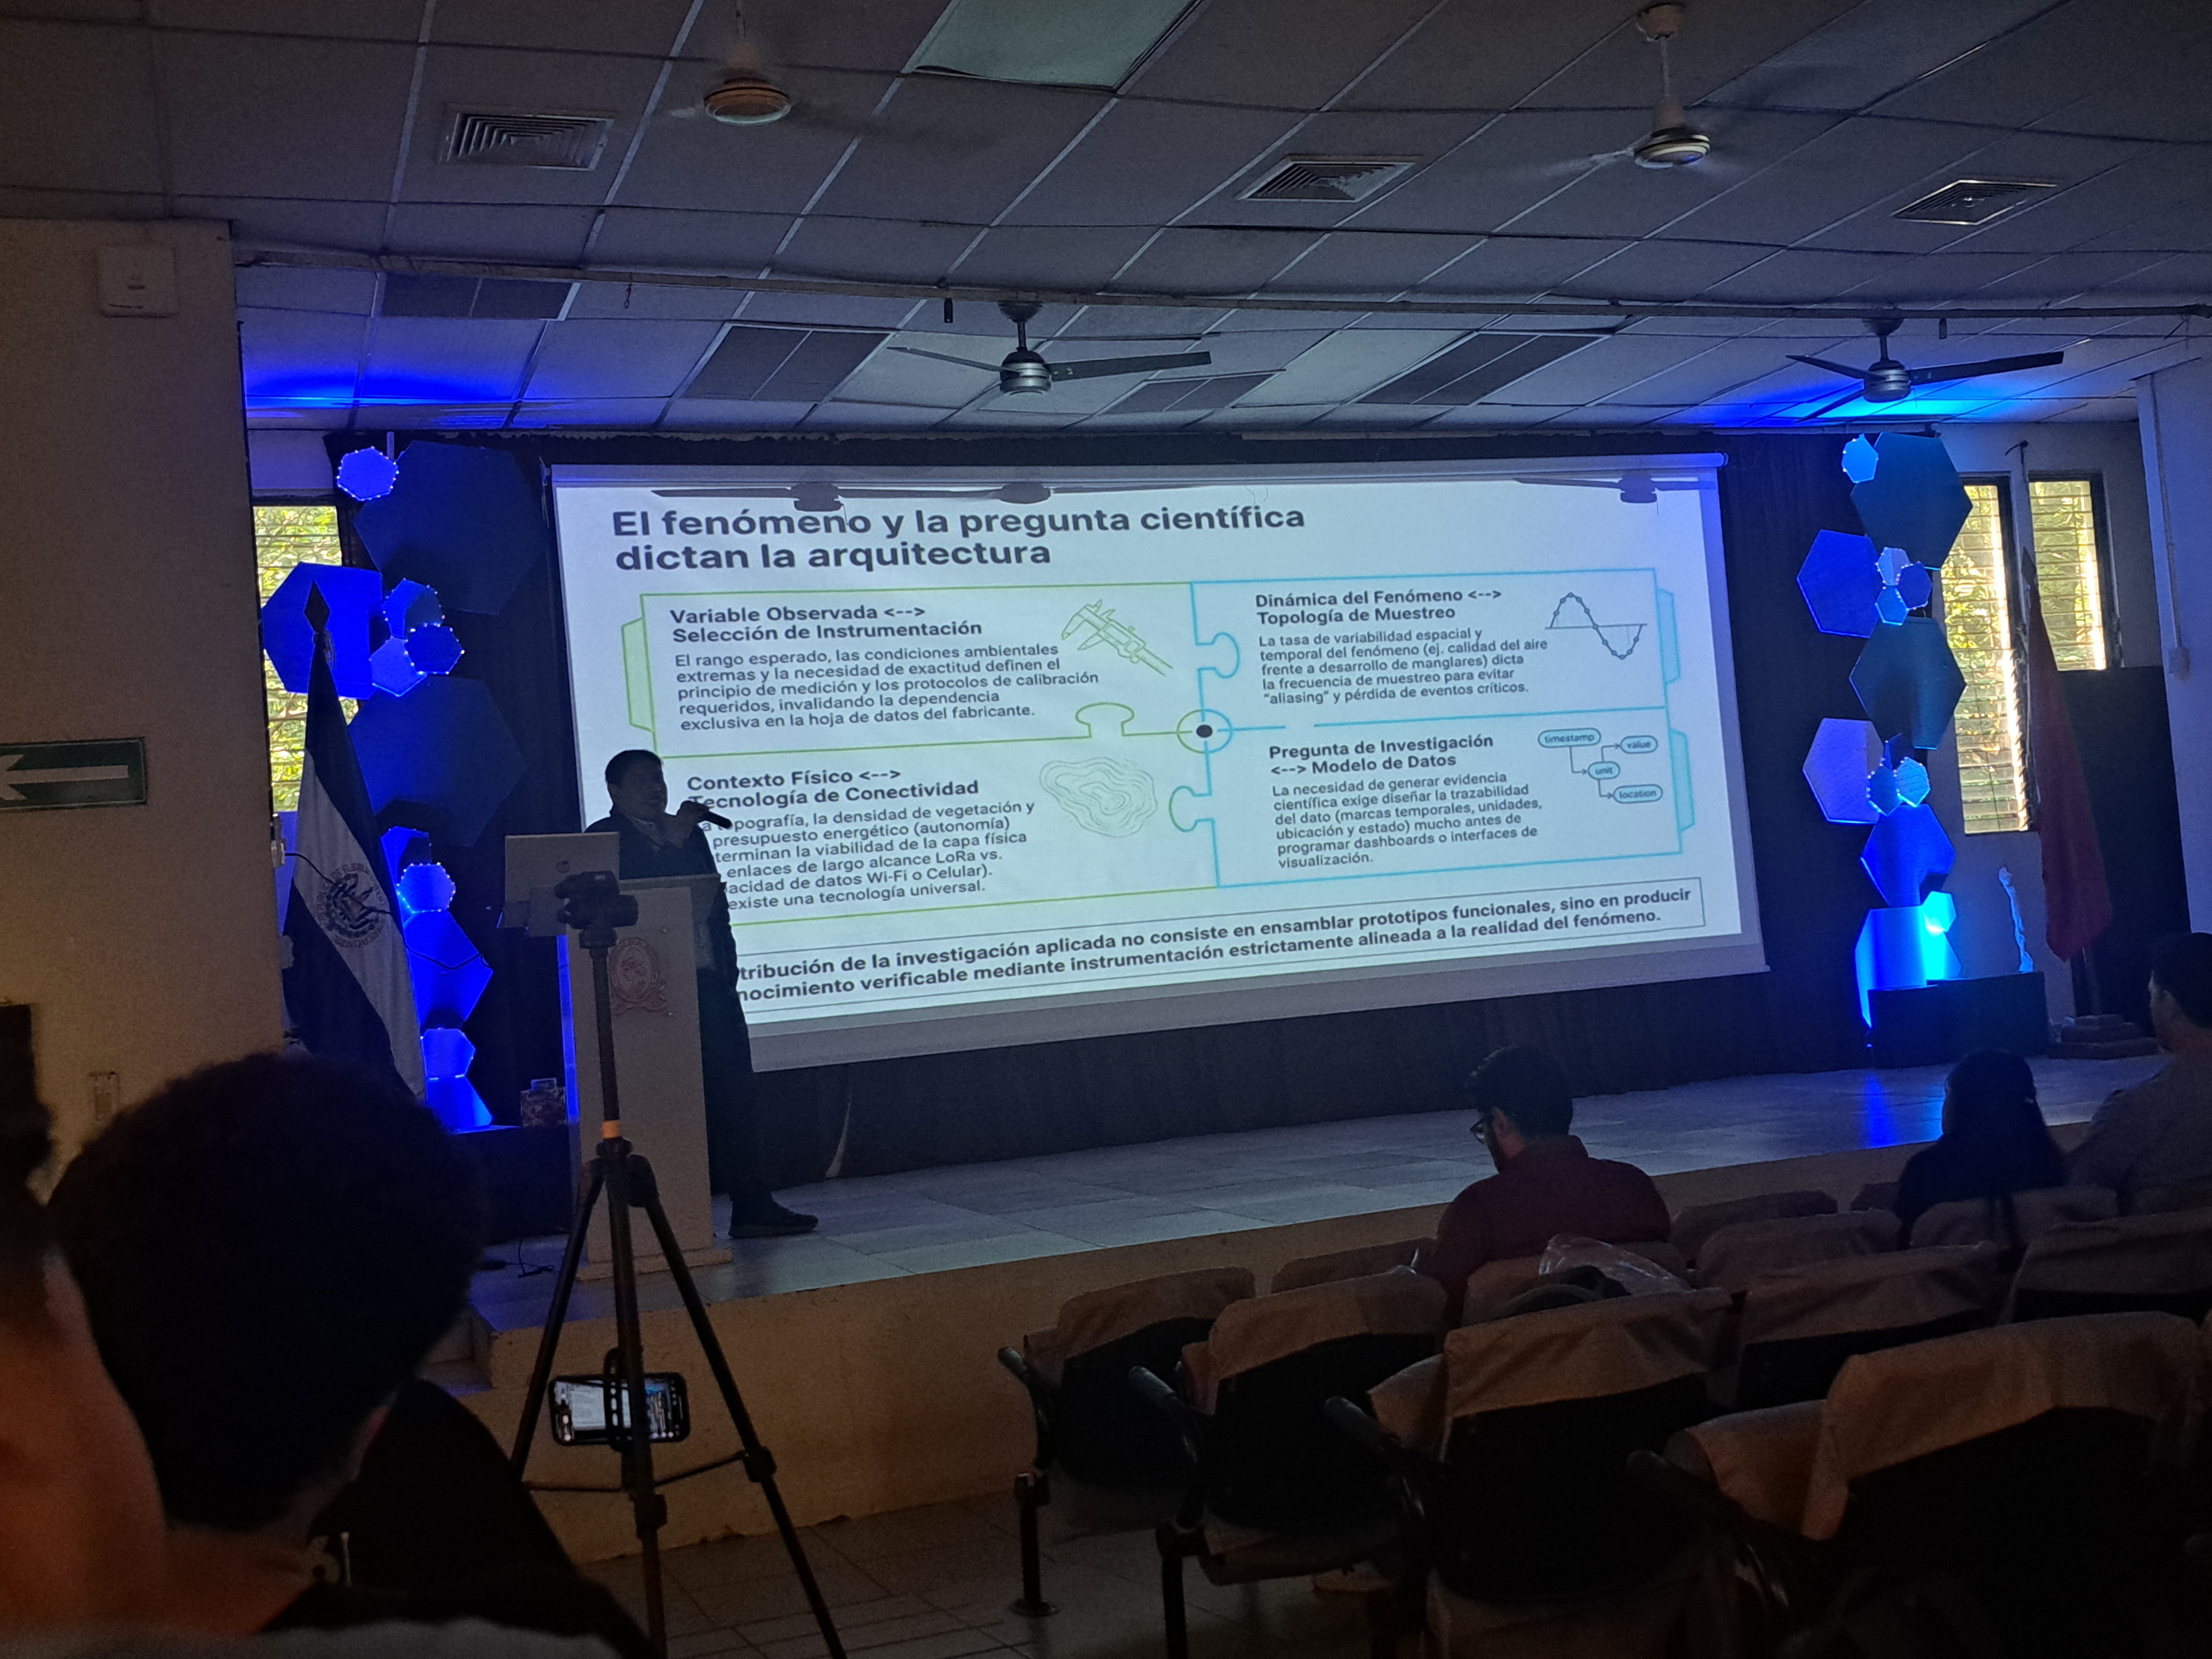 El fenómeno y la pregunta científica
dictan la arquitectura
Variable Observada <-->
Selección de Instrumentación
El rango esperado, las condiciones ambientales
extremas y la necesidad de exactitud definen el
principio de medición y los protocolos de calibración
requeridos, invalidando la dependencia
exclusiva en la hoja de datos del fabricante.
Dinámica del Fenómeno <-->
Topología de Muestreo
La tasa de variabilidad espacial y
temporal del fenómeno (ej. calidad del aire
frente a desarrollo de manglares) dicta
la frecuencia de muestreo para evitar
“aliasing” y pérdida de eventos críticos.
Contexto Físico <-->
Tecnología de Conectividad
topografía, la densidad de vegetación y
presupuesto energético (autonomía)
terminan la viabilidad de la capa física
enlaces de largo alcance LoRa vs.
acidad de datos Wi-Fi o Celular).
existe una tecnología universal.
Pregunta de Investigación
<--> Modelo de Datos
La necesidad de generar evidencia
científica exige diseñar la trazabilidad
del dato (marcas temporales, unidades,
ubicación y estado) mucho antes de
programar dashboards o interfaces de
visualización.
timestamp
value
unit
location
tribución de la investigación aplicada no consiste en ensamblar prototipos funcionales, sino en producir
nocimiento verificable mediante instrumentación estrictamente alineada a la realidad del fenómeno.